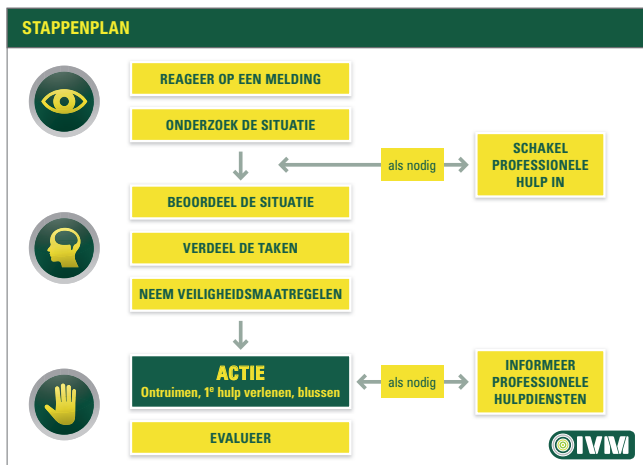 STAPPENPLAN
REAGEER OP EEN MELDING
ONDERZOEK DE SITUATIE
als nodig
SCHAKEL
PROFESSIONELE
HULP IN
BEOORDEEL DE SITUATIE
VERDEEL DE TAKEN
NEEM VEILIGHEIDSMAATREGELEN
ACTIE
Ontruimen, 1e hulp verlenen, blussen
als nodig
INFORMEER
PROFESSIONELE
HULPDIENSTEN
EVALUEER
IVM